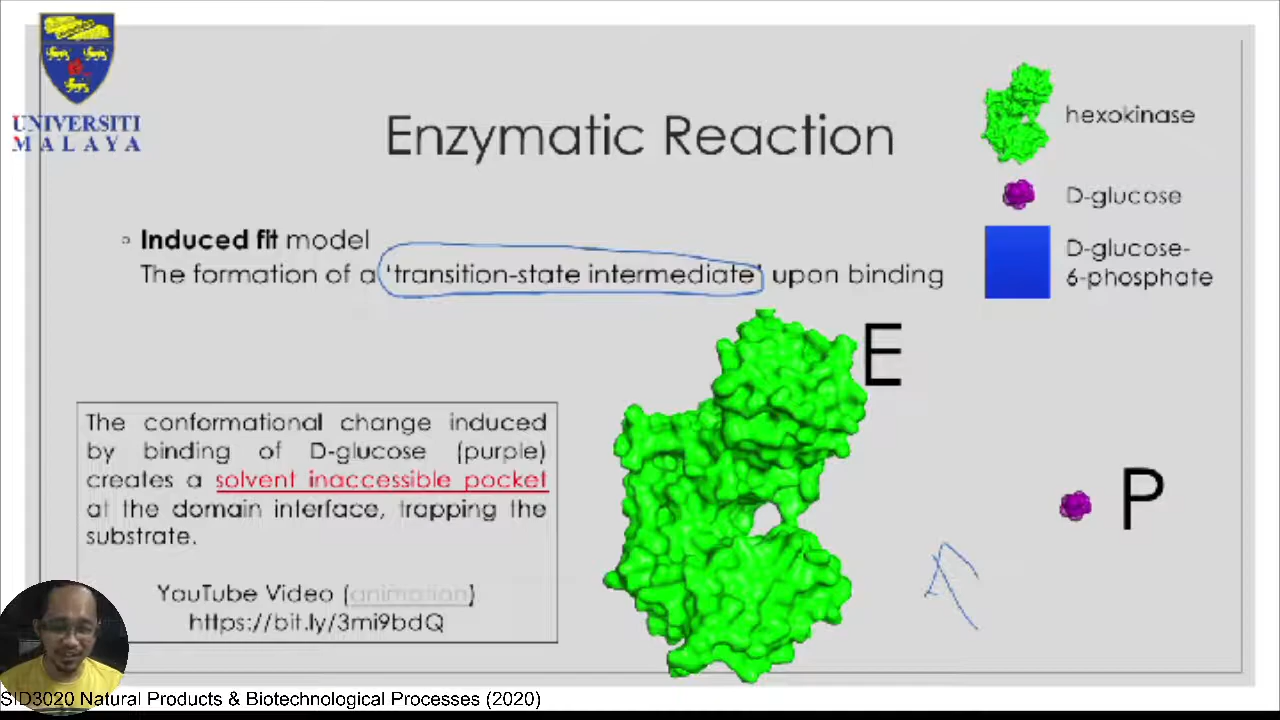 UNIVERSITI
MALAYA
Enzymatic Reaction
hexokinase
D-glucose
D-glucose-
6-phosphate
Induced fit model
The formation of a 'transition-state intermediate' upon binding
E
The conformational change induced
by binding of D-glucose (purple)
creates a solvent inaccessible pocket
at the domain interface, trapping the
substrate.
YouTube Video (animation)
https://bit.ly/3mi9bdQ
P
SID3020 Natural Products & Biotechnological Processes (2020)